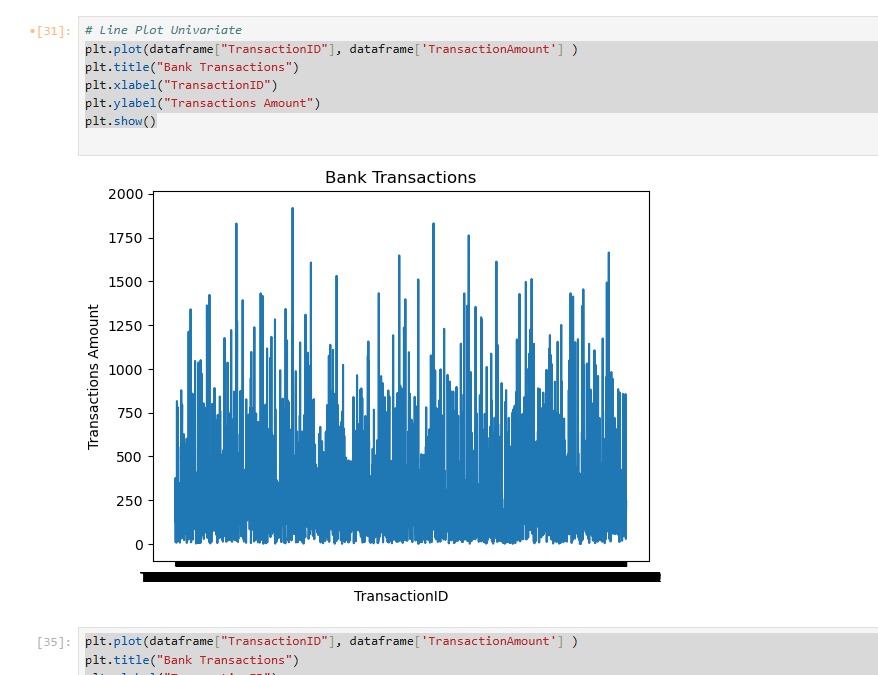 •[31]:
# Line Plot Univariate
plt.plot(dataframe["TransactionID"], dataframe['TransactionAmount'] )
plt.title("Bank Transactions")
plt.xlabel("TransactionID")
plt.ylabel("Transactions Amount")
plt.show()
Bank Transactions
2000
1750
1500
1250
1000
750
500
250
0
Transactions Amount
TransactionID
[35]:
plt.plot(dataframe["TransactionID"], dataframe['TransactionAmount'] )
plt.title("Bank Transactions")